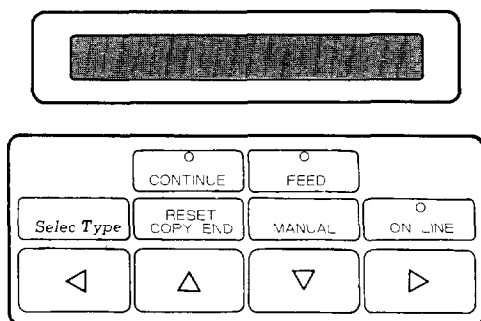 CONTINUE
FEED
Selec Type
RESET
COPY END
MANUAL
ON LINE